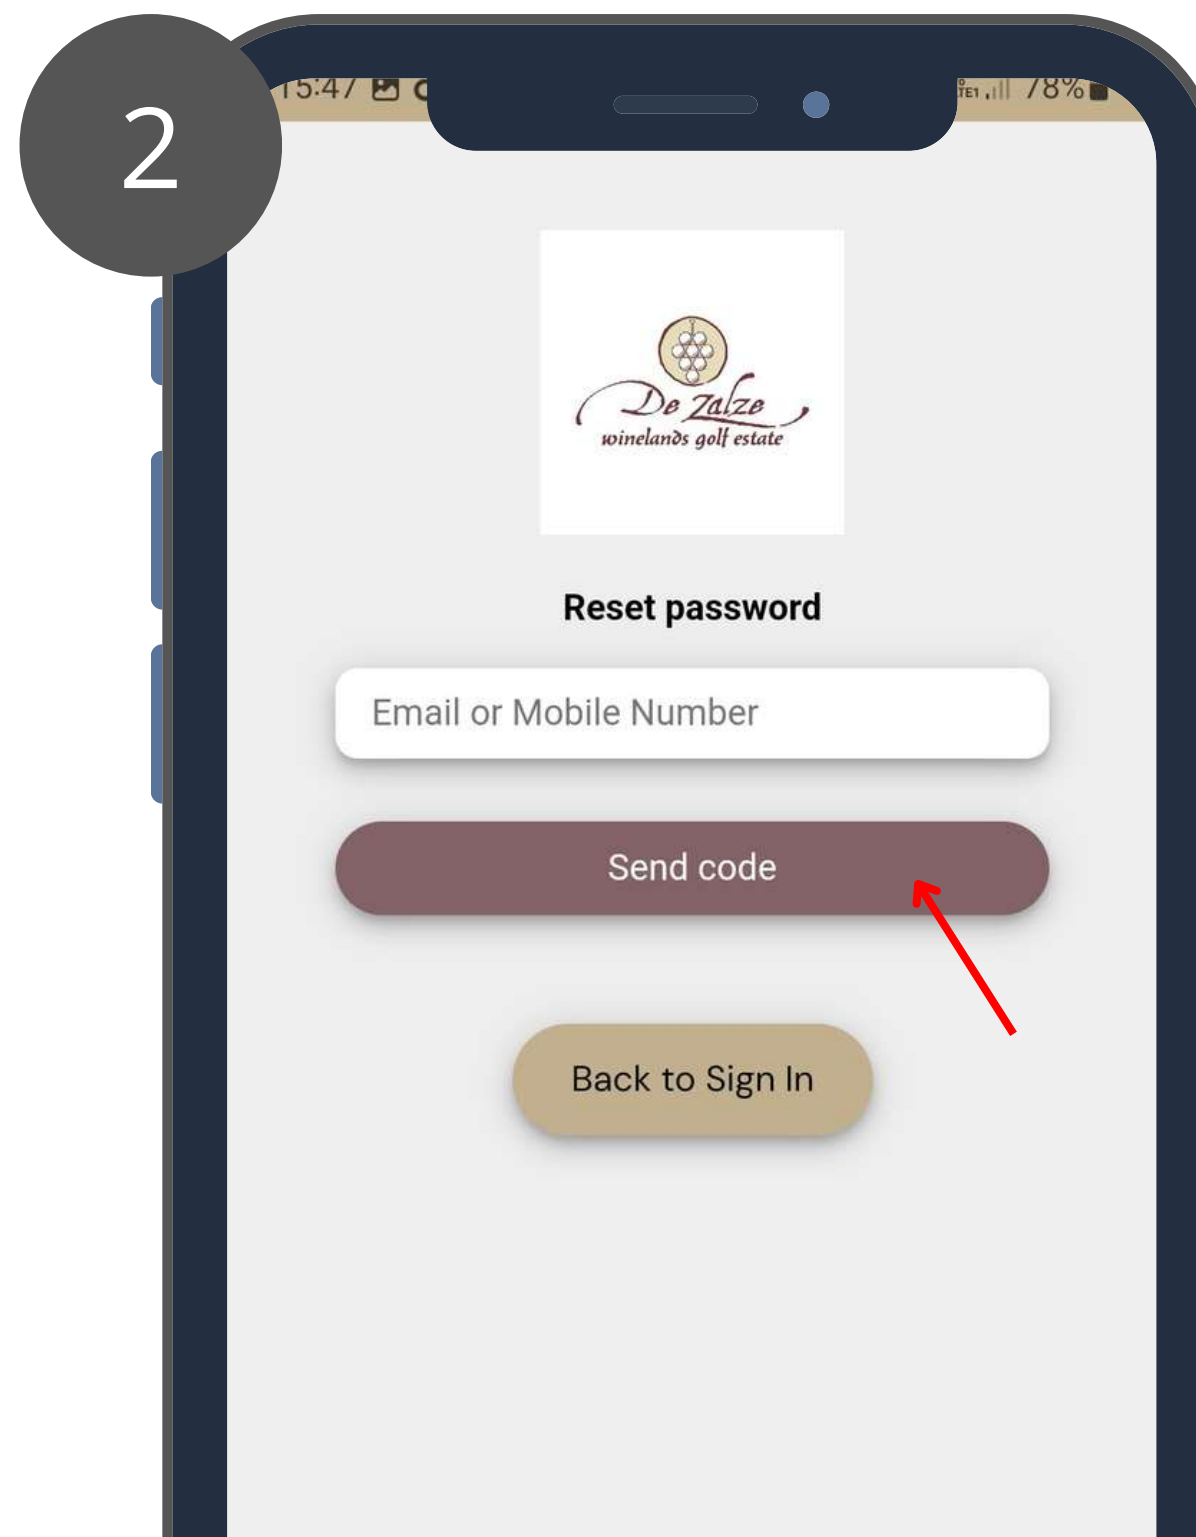 2
15:47
78%
De Zalze
winelands golf estate
Reset password
Email or Mobile Number
Send code
Back to Sign In